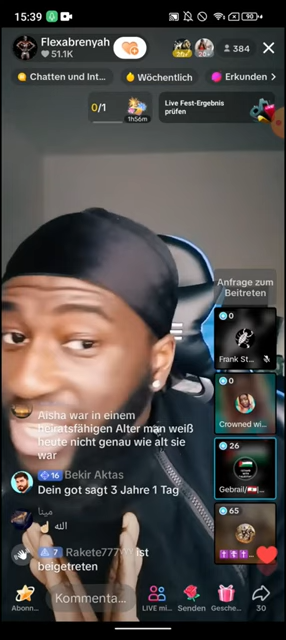 15:39
90
Flexabrenyah
51.1K
35+
20+
384
Chatten und Int...
Wöchentlich
Erkunden
0/1
1h56m
Live Fest-Ergebnis
prüfen
Anfrage zum
Beitreten
0
Frank St...
0
Crowned wi...
26
Gebrail/
65
Aisha war in einem
heiratsfähigen Alter man weiß
heute nicht genau wie alt sie
war
16 Bekir Aktas
Dein got sagt 3 Jahre 1 Tag
مينا
الله
7 Rakete777 ist
beigetreten
Abonn...
Kommenta...
LIVE mi...
Senden
Gesche...
30